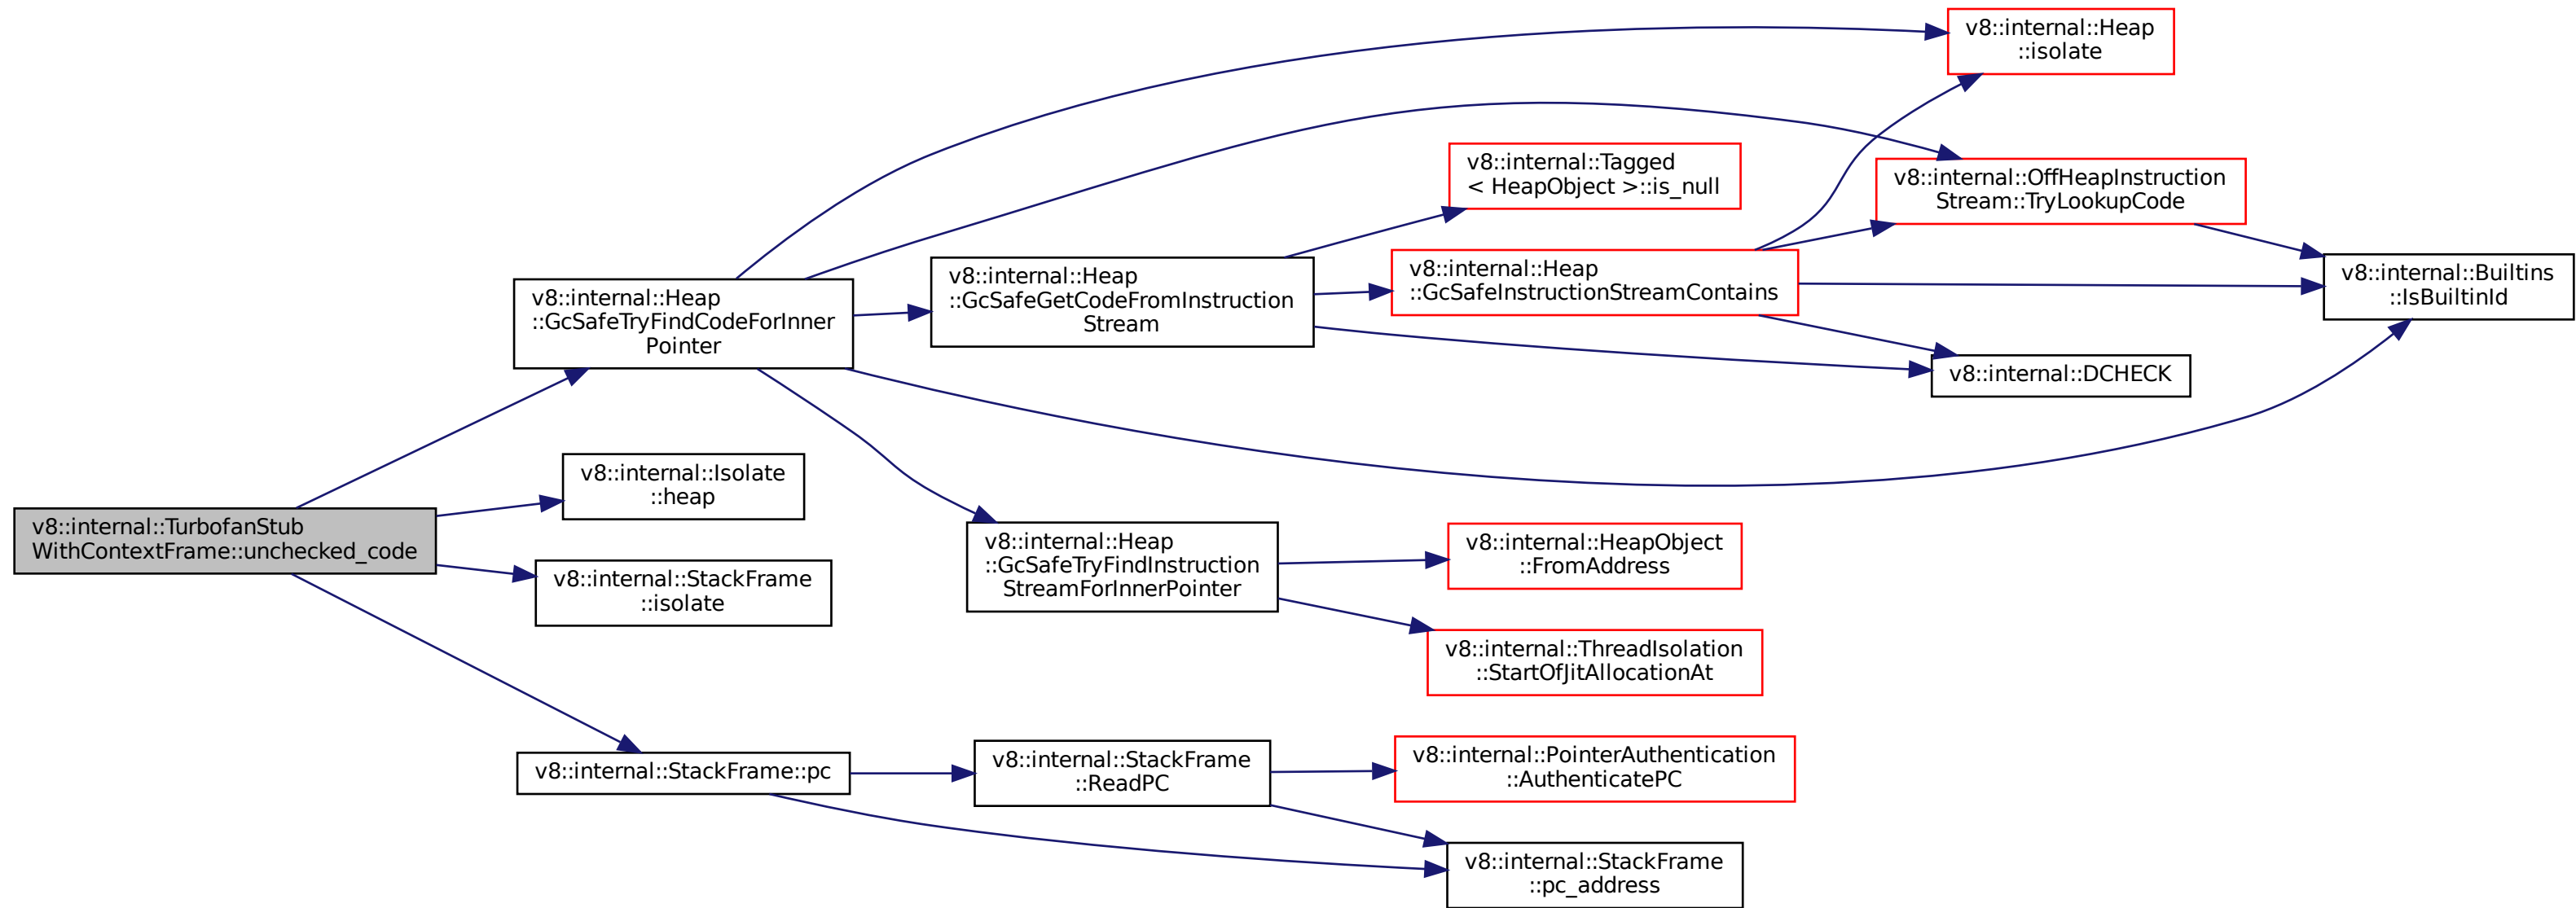 v8::internal::TurbofanStub
WithContextFrame::unchecked_code
v8::internal::Heap
::GcSafeTryFindCodeForInner
Pointer
v8::internal::Isolate
::heap
v8::internal::StackFrame
::isolate
v8::internal::StackFrame::pc
v8::internal::Heap
::GcSafeGetCodeFromInstruction
Stream
v8::internal::Heap
::GcSafeTryFindInstruction
StreamForInnerPointer
v8::internal::StackFrame
::ReadPC
v8::internal::Tagged
< HeapObject >::is_null
v8::internal::Heap
::GcSafeInstructionStreamContains
v8::internal::HeapObject
::FromAddress
v8::internal::ThreadIsolation
::StartOfJitAllocationAt
v8::internal::PointerAuthentication
::AuthenticatePC
v8::internal::StackFrame
::pc_address
v8::internal::Heap
::isolate
v8::internal::OffHeapInstruction
Stream::TryLookupCode
v8::internal::DCHECK
v8::internal::Builtins
::IsBuiltinId